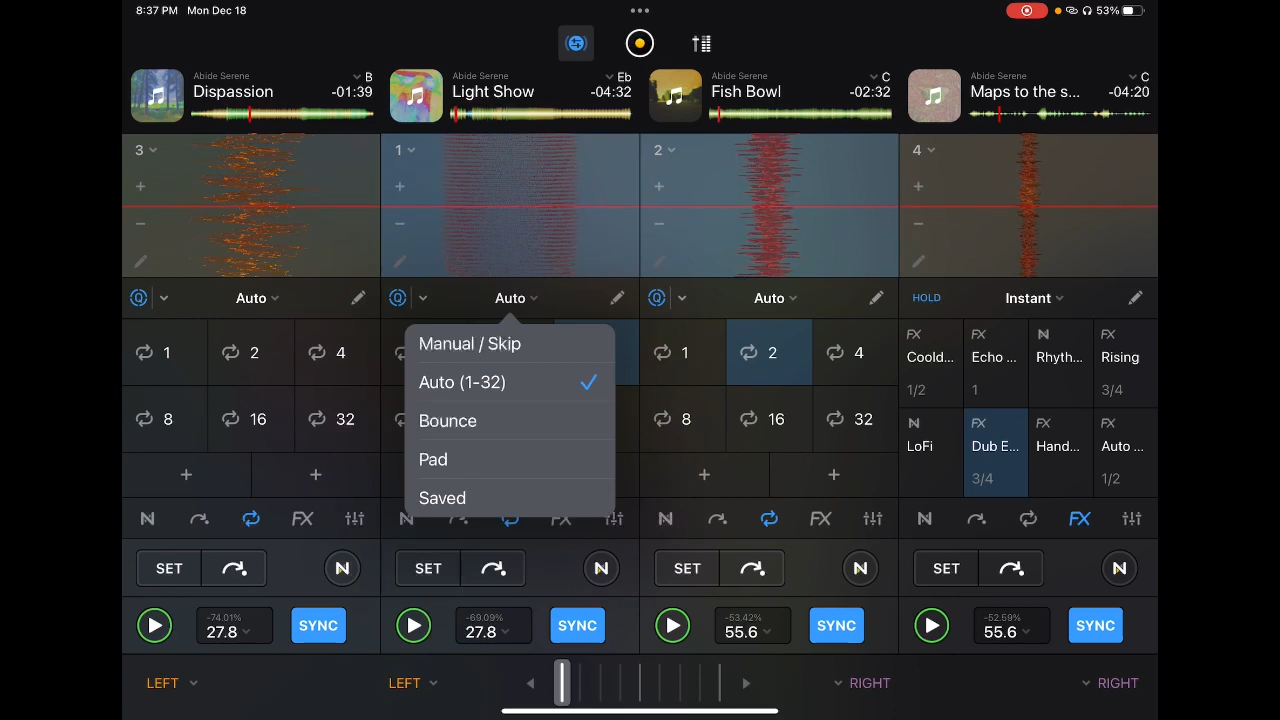 8:37 PM Mon Dec 18
53%
Abide Serene B
Dispassion -01:39
Abide Serene Eb
Light Show -04:32
Abide Serene C
Fish Bowl -02:32
Abide Serene C
Maps to the s... -04:20
3
1
2
4
Q Auto
Q Auto
Q Auto
HOLD Instant
1 2 4
8 16 32
+ +
Manual / Skip
Auto (1-32)
Bounce
Pad
Saved
1 2 4
8 16 32
+ +
FX FX N FX
Coold... Echo ... Rhyth... Rising
1/2 1 3/4
N FX FX FX
LoFi Dub E... Hand... Auto ...
3/4 1/2
N FX
N FX
N FX
N FX
SET N
SET N
SET N
SET N
-74.01%
27.8 SYNC
-69.09%
27.8 SYNC
-53.42%
55.6 SYNC
-52.59%
55.6 SYNC
LEFT LEFT RIGHT RIGHT